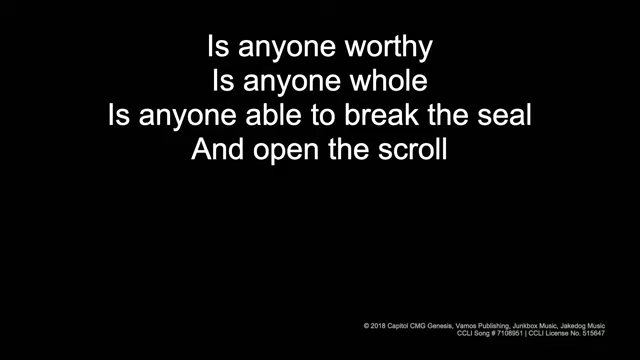 Is anyone worthy
Is anyone whole
Is anyone able to break the seal
And open the scroll
© 2018 Capitol CMG Genesis, Vamos Publishing, Junkbox Music, Jakedog Music
CCLI Song # 7108951 | CCLI License No. 515647